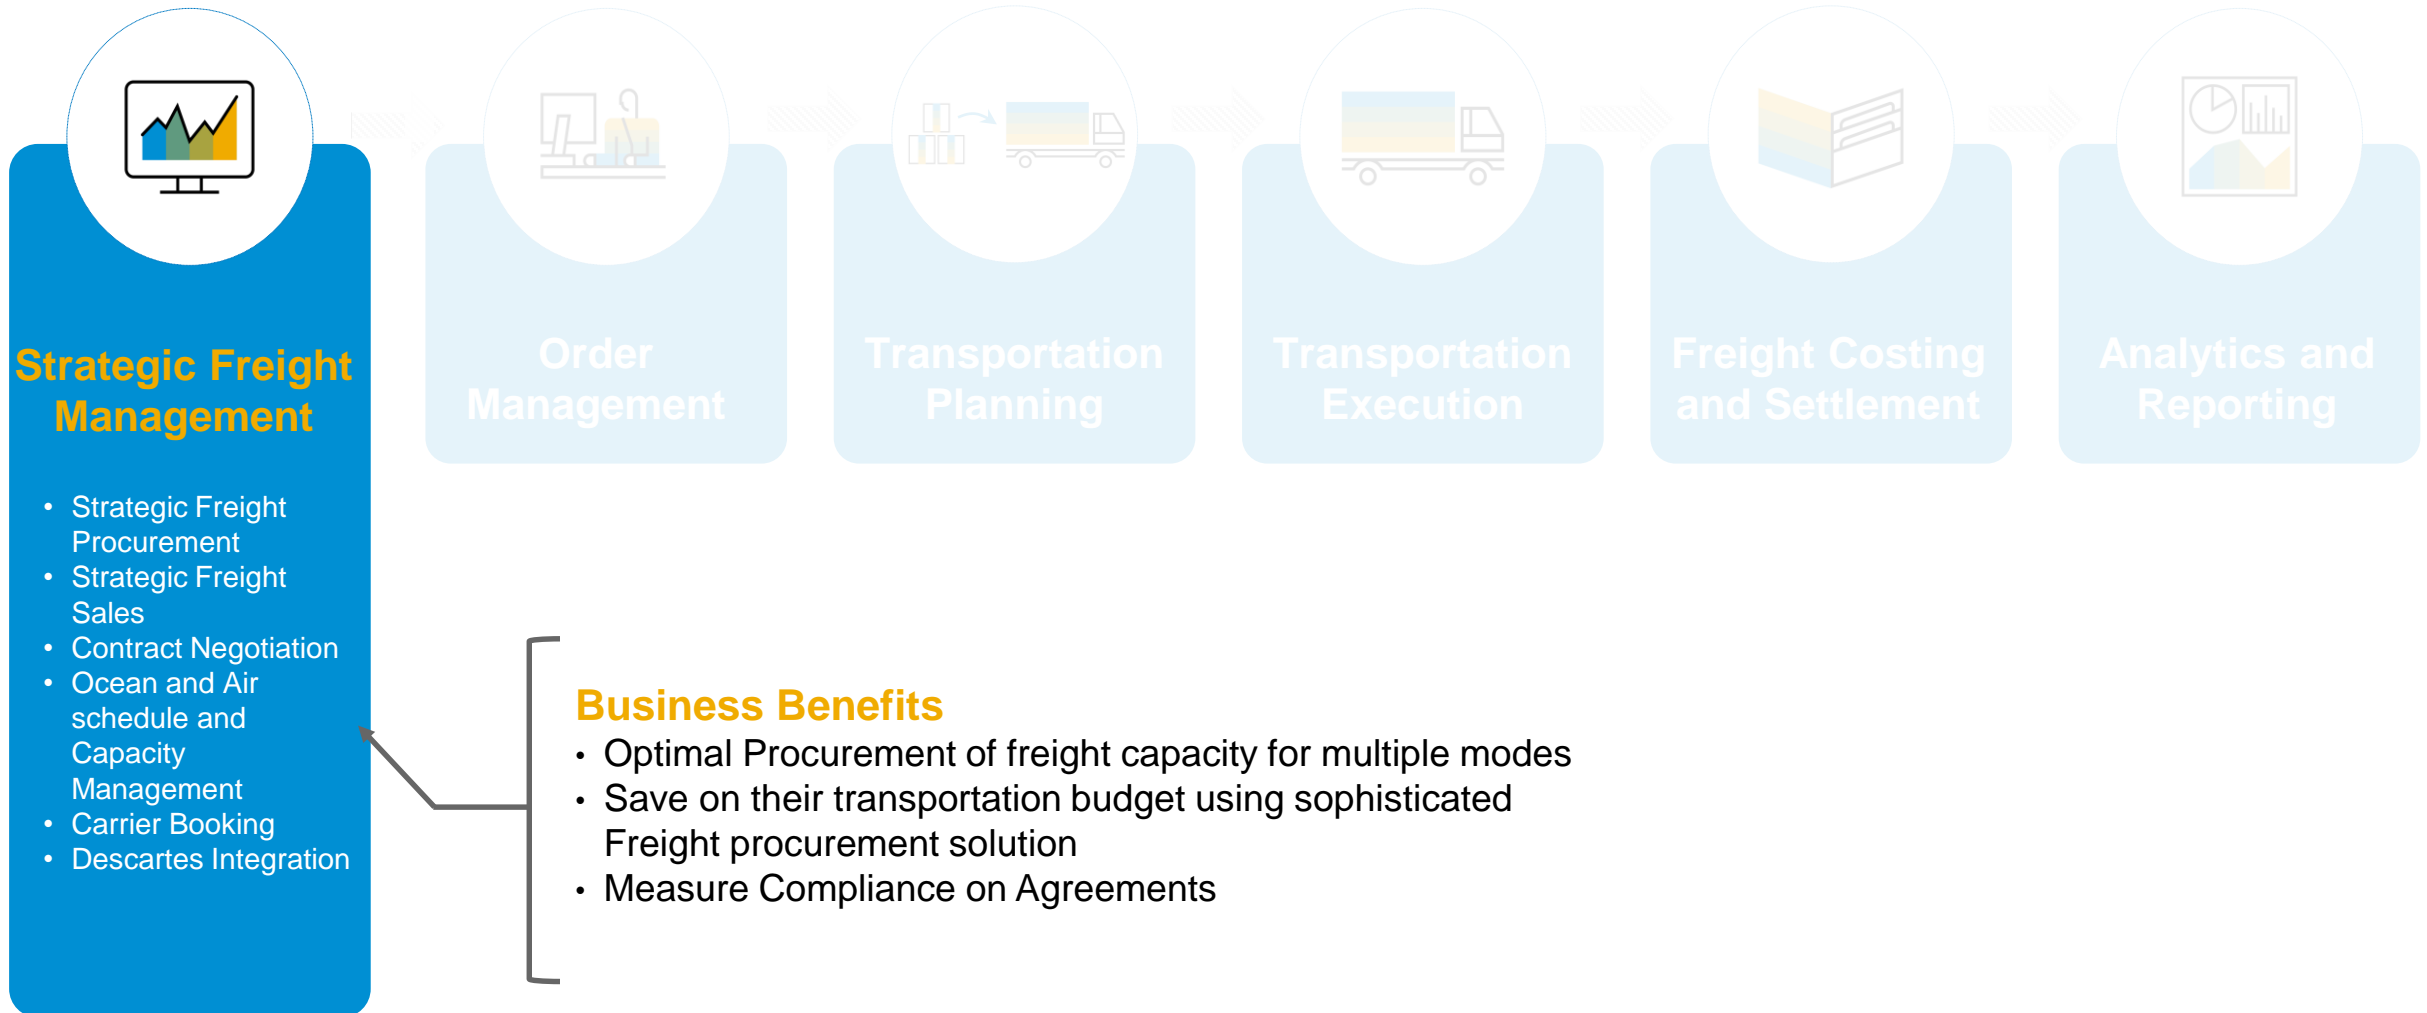 Strategic Freight
Management
• Strategic Freight
Procurement
• Strategic Freight
Sales
• Contract Negotiation
• Ocean and Air
schedule and
Capacity
Management
• Carrier Booking
• Descartes Integration
Order
Management
Transportation
Planning
Transportation
Execution
Freight Costing
and Settlement
Analytics and
Reporting
Business Benefits
• Optimal Procurement of freight capacity for multiple modes
• Save on their transportation budget using sophisticated
Freight procurement solution
• Measure Compliance on Agreements